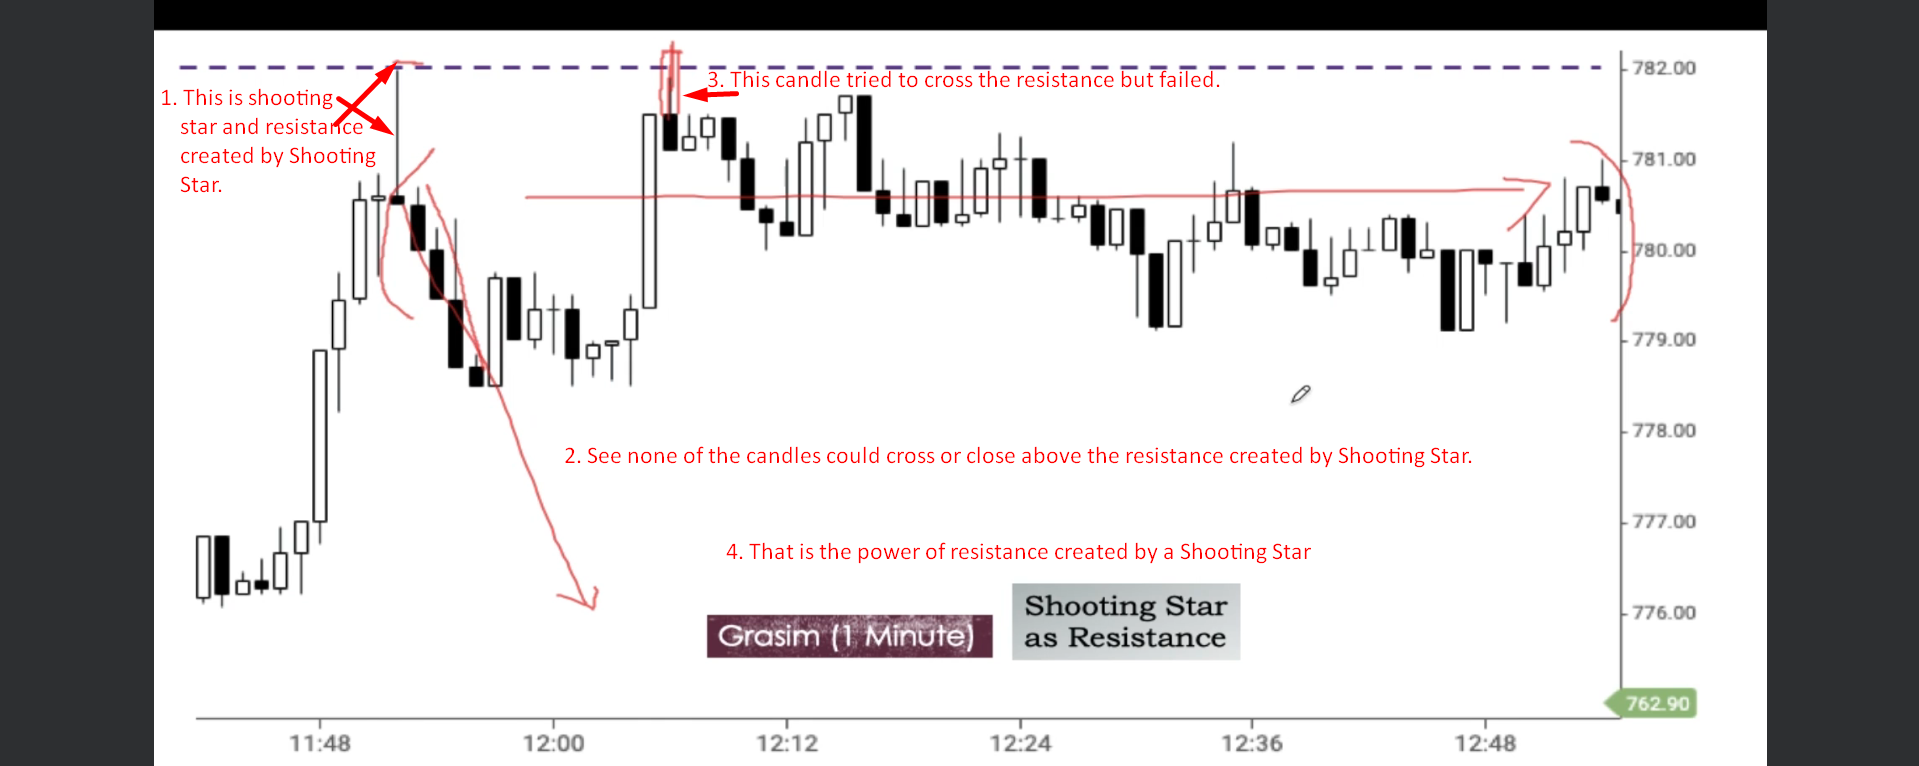 782.00
3. This candle tried to cross the resistance but failed.
1. This is shooting
star and resistance
created by Shooting
Star.
781.00
780.00
779.00
778.00
2. See none of the candles could cross or close above the resistance created by Shooting Star.
777.00
4. That is the power of resistance created by a Shooting Star
776.00
Shooting Star
as Resistance
Grasim (1 Minute)
762.90
11:48 12:00 12:12 12:24 12:36 12:48